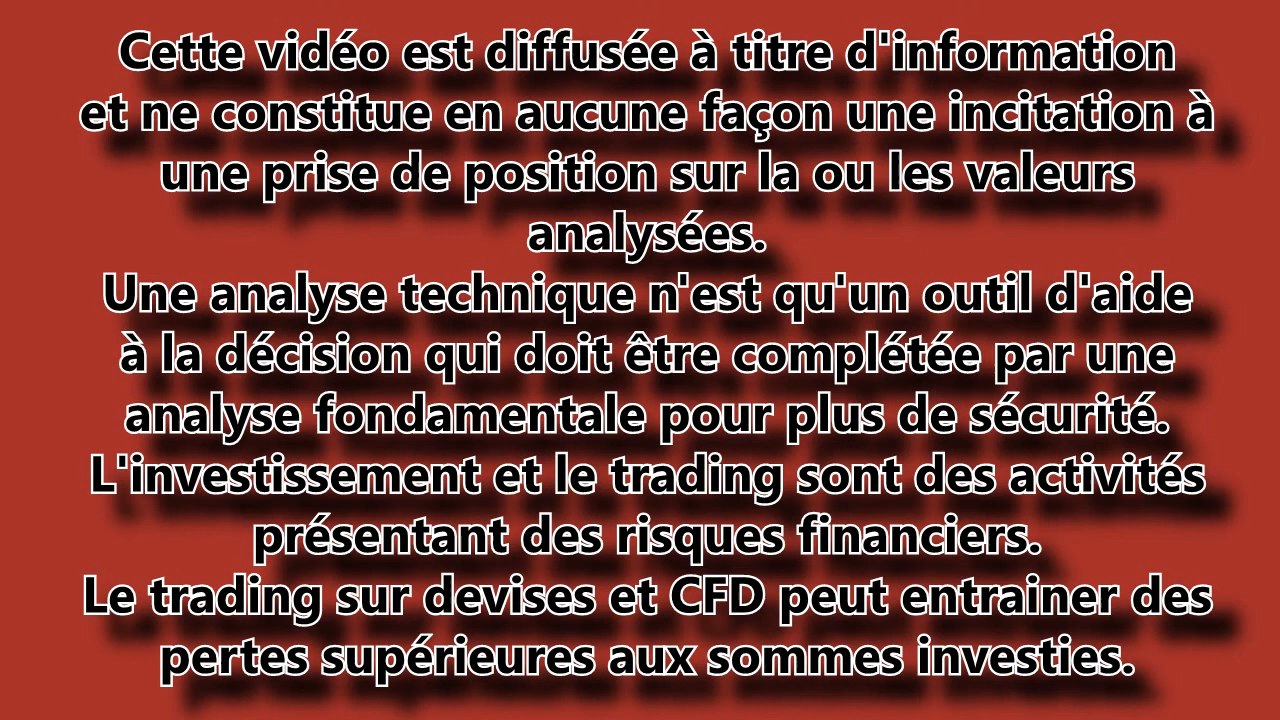 Cette vidéo est diffusée à titre d'information
et ne constitue en aucune façon une incitation à
une prise de position sur la ou les valeurs
analysées.
Une analyse technique n'est qu'un outil d'aide
à la décision qui doit être complétée par une
analyse fondamentale pour plus de sécurité.
L'investissement et le trading sont des activités
présentant des risques financiers.
Le trading sur devises et CFD peut entrainer des
pertes supérieures aux sommes investies.